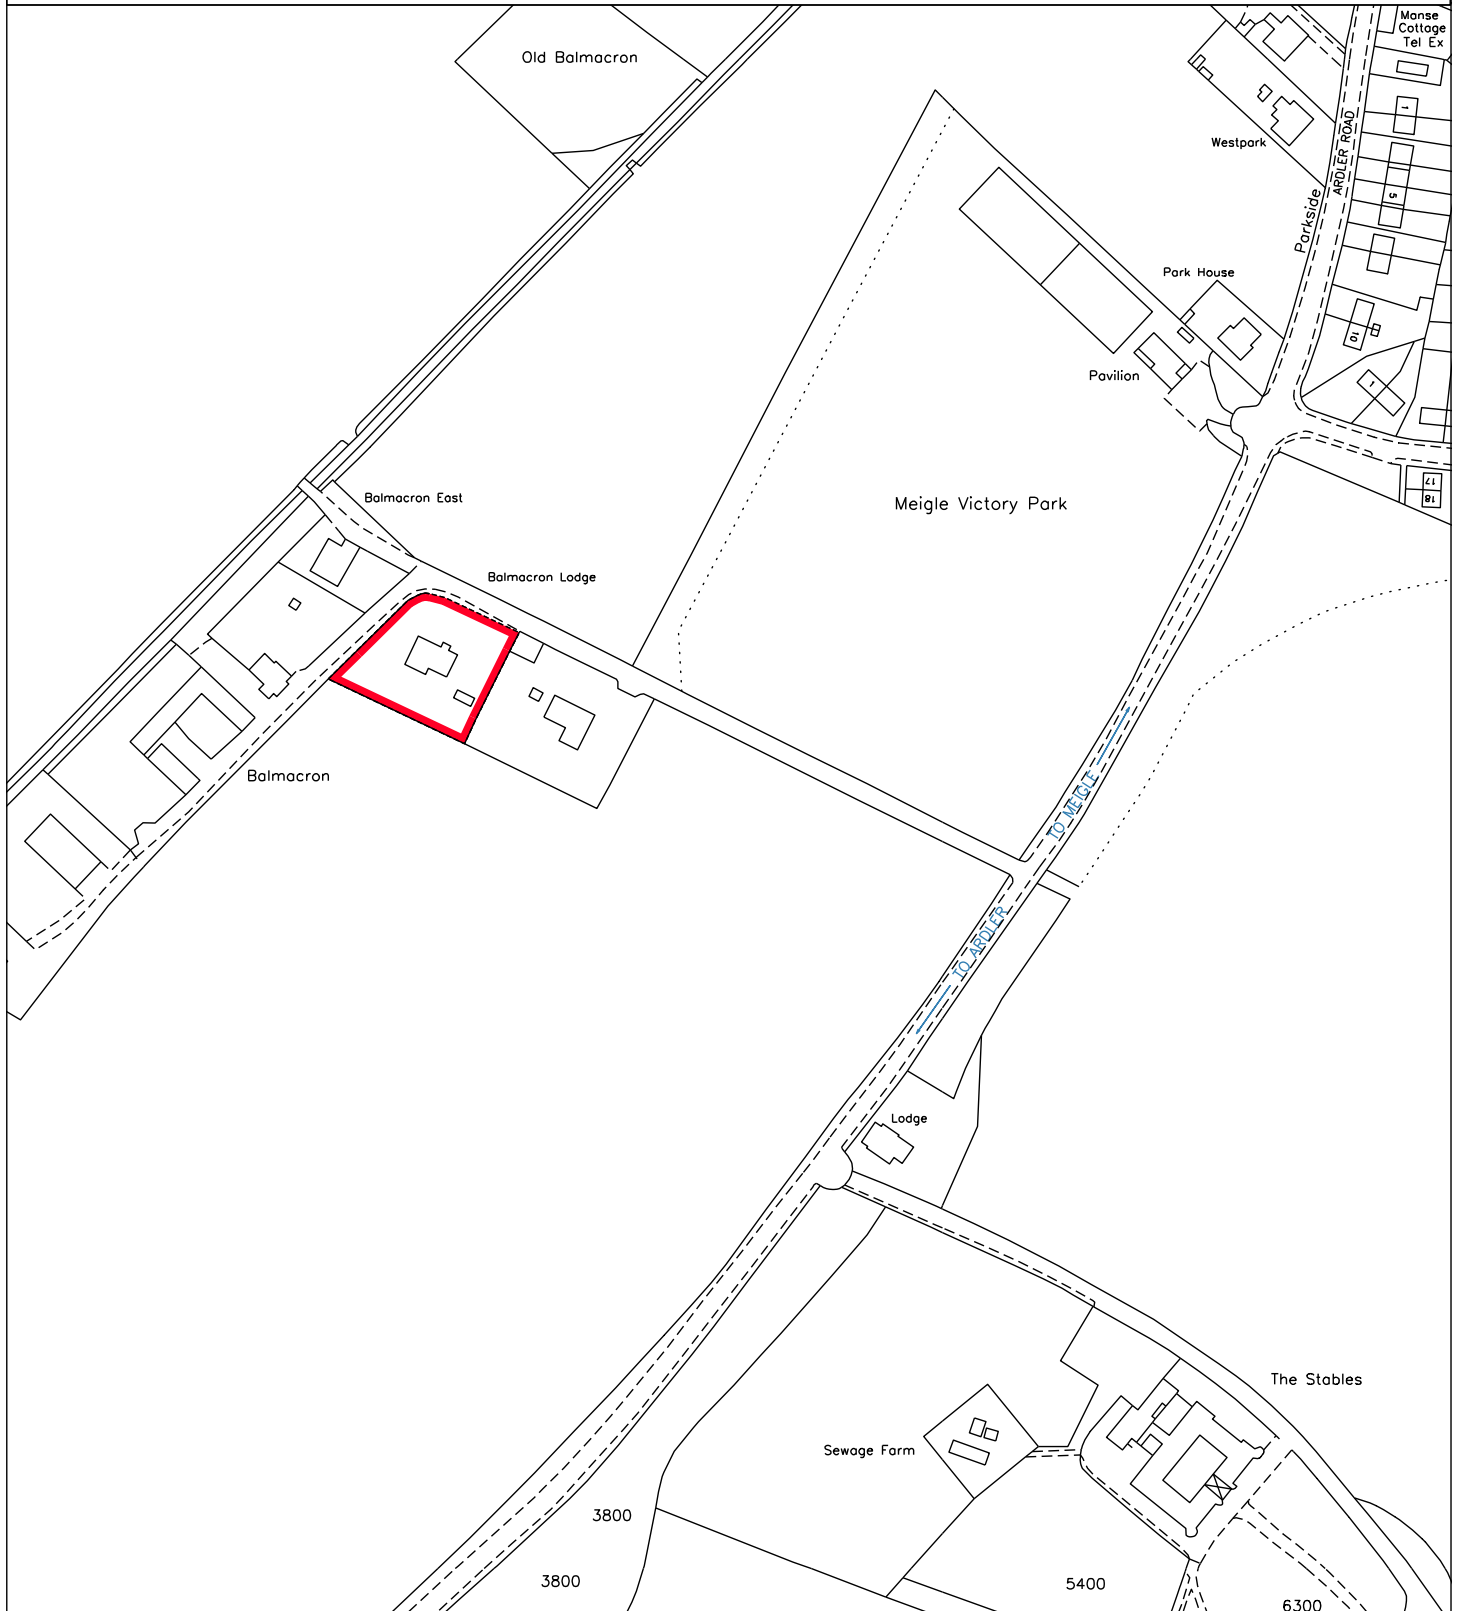 Old Balmacron
Manse
Cottage
Tel Ex
1
ARDLER ROAD
Westpark
5
Parkside
Park House
10
Pavilion
1
17
18
Balmacron East
Meigle Victory Park
Balmacron Lodge
Balmacron
TO MEIGLE
TO ARDLER
Lodge
The Stables
Sewage Farm
3800
3800
5400
6300